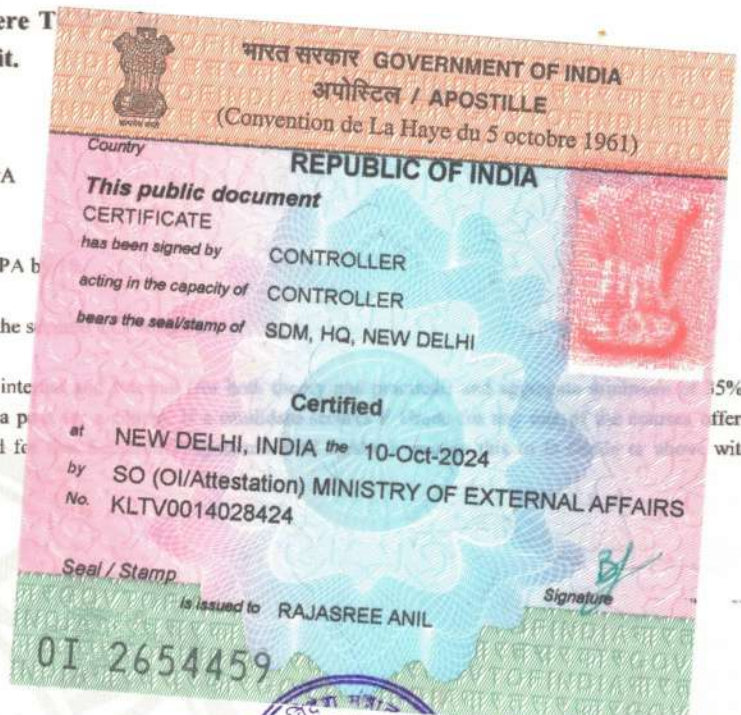 it.
भारत सरकार GOVERNMENT OF INDIA
अपोस्टिल / APOSTILLE
(Convention de La Haye du 5 octobre 1961)
Country
REPUBLIC OF INDIA
This public document
CERTIFICATE
has been signed by CONTROLLER
acting in the capacity of CONTROLLER
bears the seal/stamp of SDM, HQ, NEW DELHI
Certified
at NEW DELHI, INDIA the 10-Oct-2024
by SO (OI/Attestation) MINISTRY OF EXTERNAL AFFAIRS
No. KLTV0014028424
Seal / Stamp
Signature
is issued to RAJASREE ANIL
OI 2654459